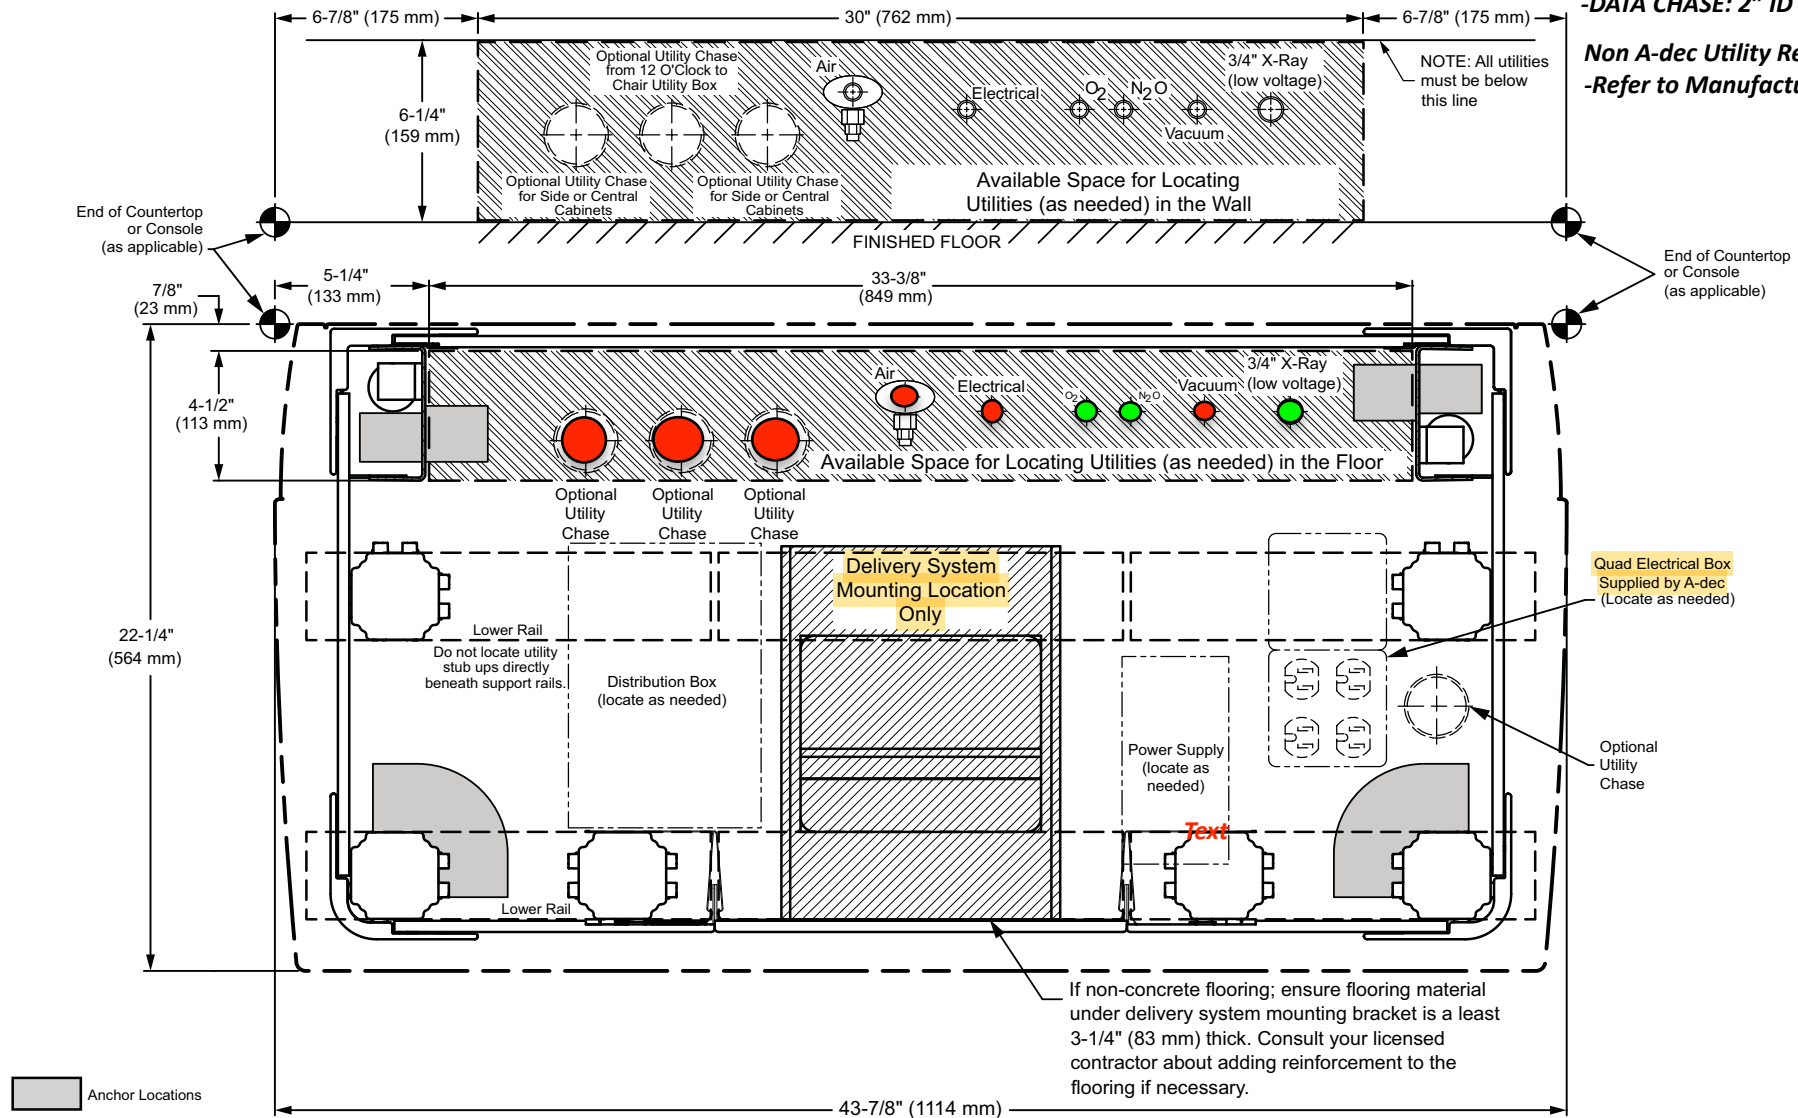 6-7/8" (175 mm)
30" (762 mm)
6-7/8" (175 mm)
-DATA CHASE: 2" ID
Non A-dec Utility Re
-Refer to Manufactu
NOTE: All utilities
must be below
this line
6-1/4"
(159 mm)
Optional Utility Chase
from 12 O'Clock to
Chair Utility Box
Air
Electrical
O2
N2O
Vacuum
3/4" X-Ray
(low voltage)
Optional Utility Chase
for Side or Central
Cabinets
Optional Utility Chase
for Side or Central
Cabinets
Available Space for Locating
Utilities (as needed) in the Wall
End of Countertop
or Console
(as applicable)
FINISHED FLOOR
End of Countertop
or Console
(as applicable)
7/8"
(23 mm)
5-1/4"
(133 mm)
33-3/8"
(849 mm)
4-1/2"
(113 mm)
Air
Electrical
O2
N2O
Vacuum
3/4" X-Ray
(low voltage)
Available Space for Locating Utilities (as needed) in the Floor
Optional
Utility
Chase
Optional
Utility
Chase
Optional
Utility
Chase
Delivery System
Mounting Location
Only
Quad Electrical Box
Supplied by A-dec
(Locate as needed)
22-1/4"
(564 mm)
Lower Rail
Do not locate utility
stub ups directly
beneath support rails.
Distribution Box
(locate as needed)
Power Supply
(locate as
needed)
Optional
Utility
Chase
Text
Lower Rail
If non-concrete flooring; ensure flooring material
under delivery system mounting bracket is a least
3-1/4" (83 mm) thick. Consult your licensed
contractor about adding reinforcement to the
flooring if necessary.
Anchor Locations
43-7/8" (1114 mm)